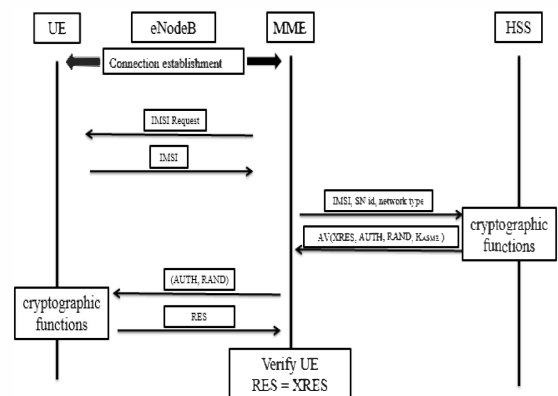 UE eNodeB MME HSS
Connection establishment
IMSI Request
IMSI
IMSI, SN id, network type
cryptographic
functions
AV(XRES, AUTH, RAND, KASME )
(AUTH, RAND)
cryptographic
functions
RES
Verify UE
RES = XRES